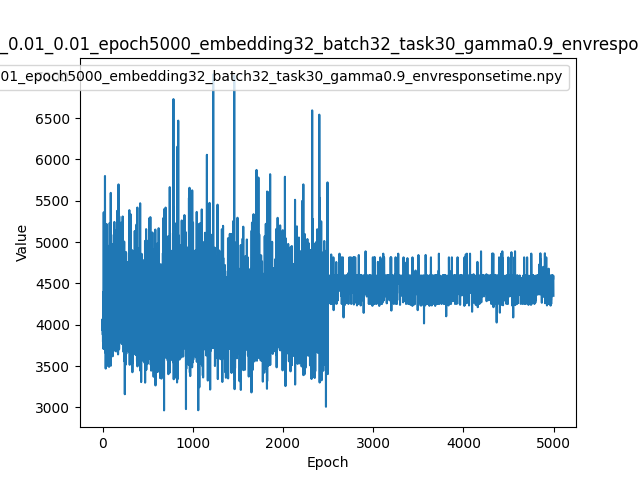 _0.01_0.01_epoch5000_embedding32_batch32_task30_gamma0.9_envrespo
01_epoch5000_embedding32_batch32_task30_gamma0.9_envresponsetime.npy
6500
6000
5500
5000
4500
4000
3500
3000
Value
0 1000 2000 3000 4000 5000
Epoch